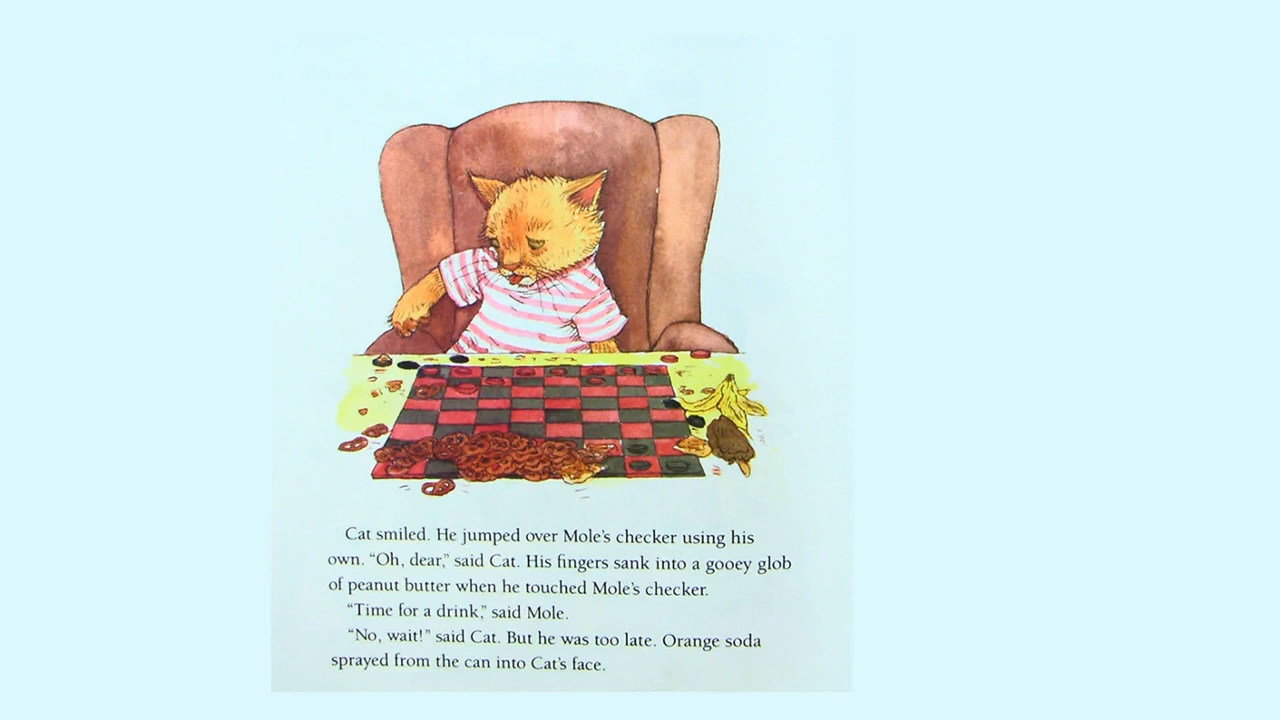 Cat smiled. He jumped over Mole's checker using his
own. “Oh, dear,” said Cat. His fingers sank into a gooey glob
of peanut butter when he touched Mole's checker.
“Time for a drink,” said Mole.
“No, wait!” said Cat. But he was too late. Orange soda
sprayed from the can into Cat's face.